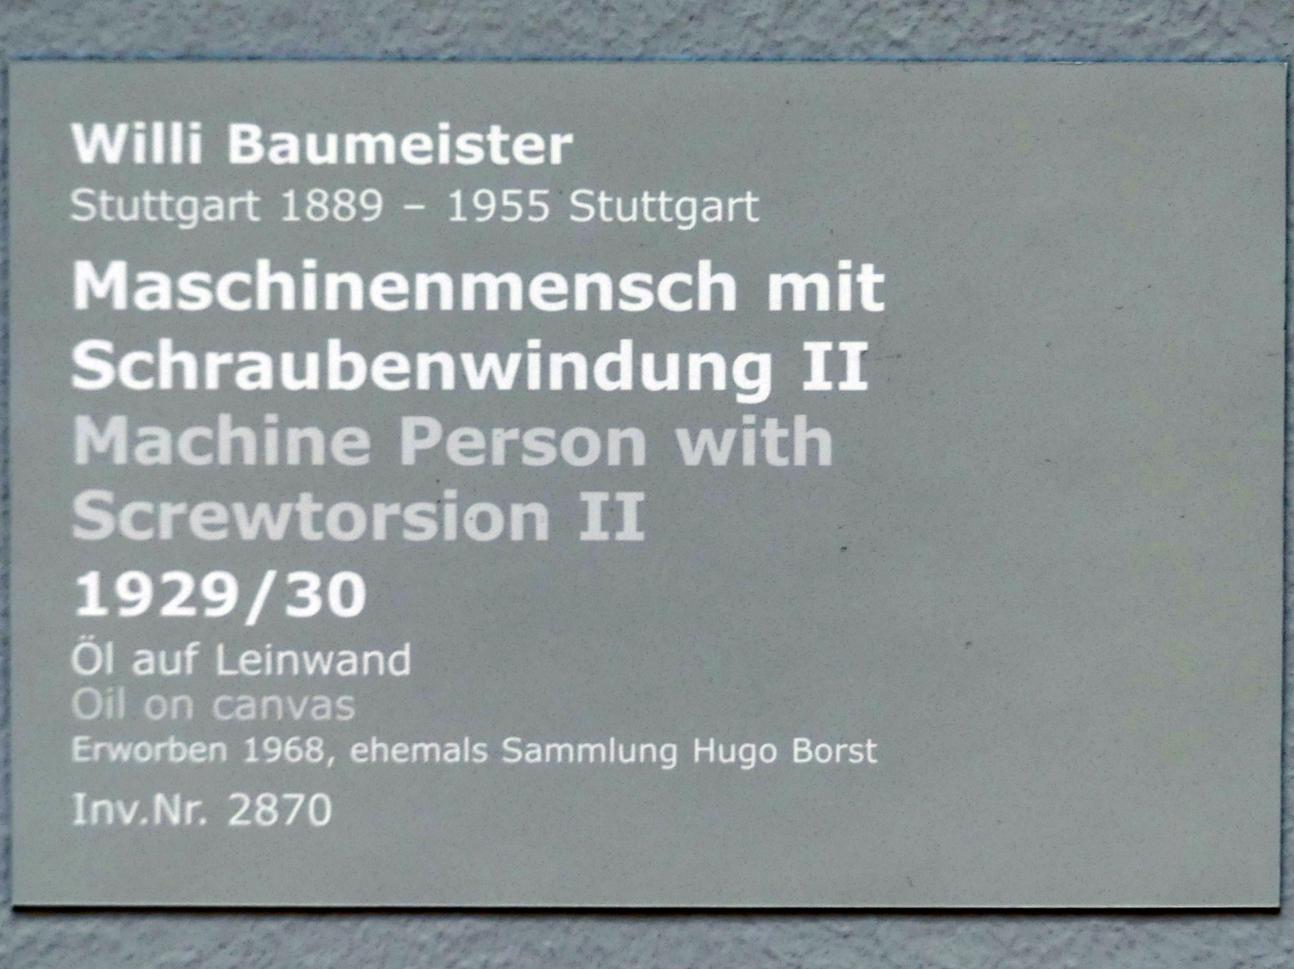 Willi Baumeister
Stuttgart 1889 – 1955 Stuttgart
Maschinenmensch mit
Schraubenwindung II
Machine Person with
Screwtorsion II
1929/30
Öl auf Leinwand
Oil on canvas
Erworben 1968, ehemals Sammlung Hugo Borst
Inv.Nr. 2870